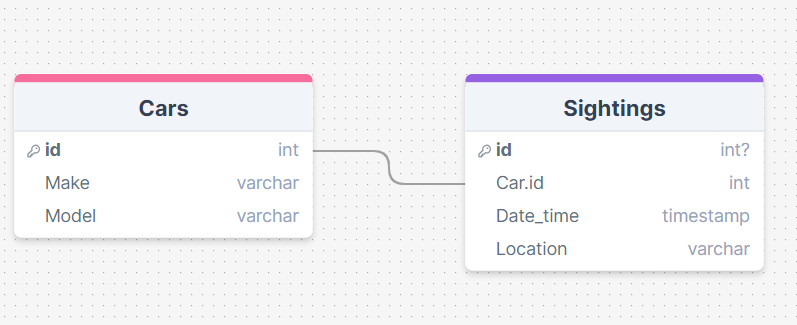 Cars
id int
Make varchar
Model varchar
Sightings
id int?
Car.id int
Date_time timestamp
Location varchar